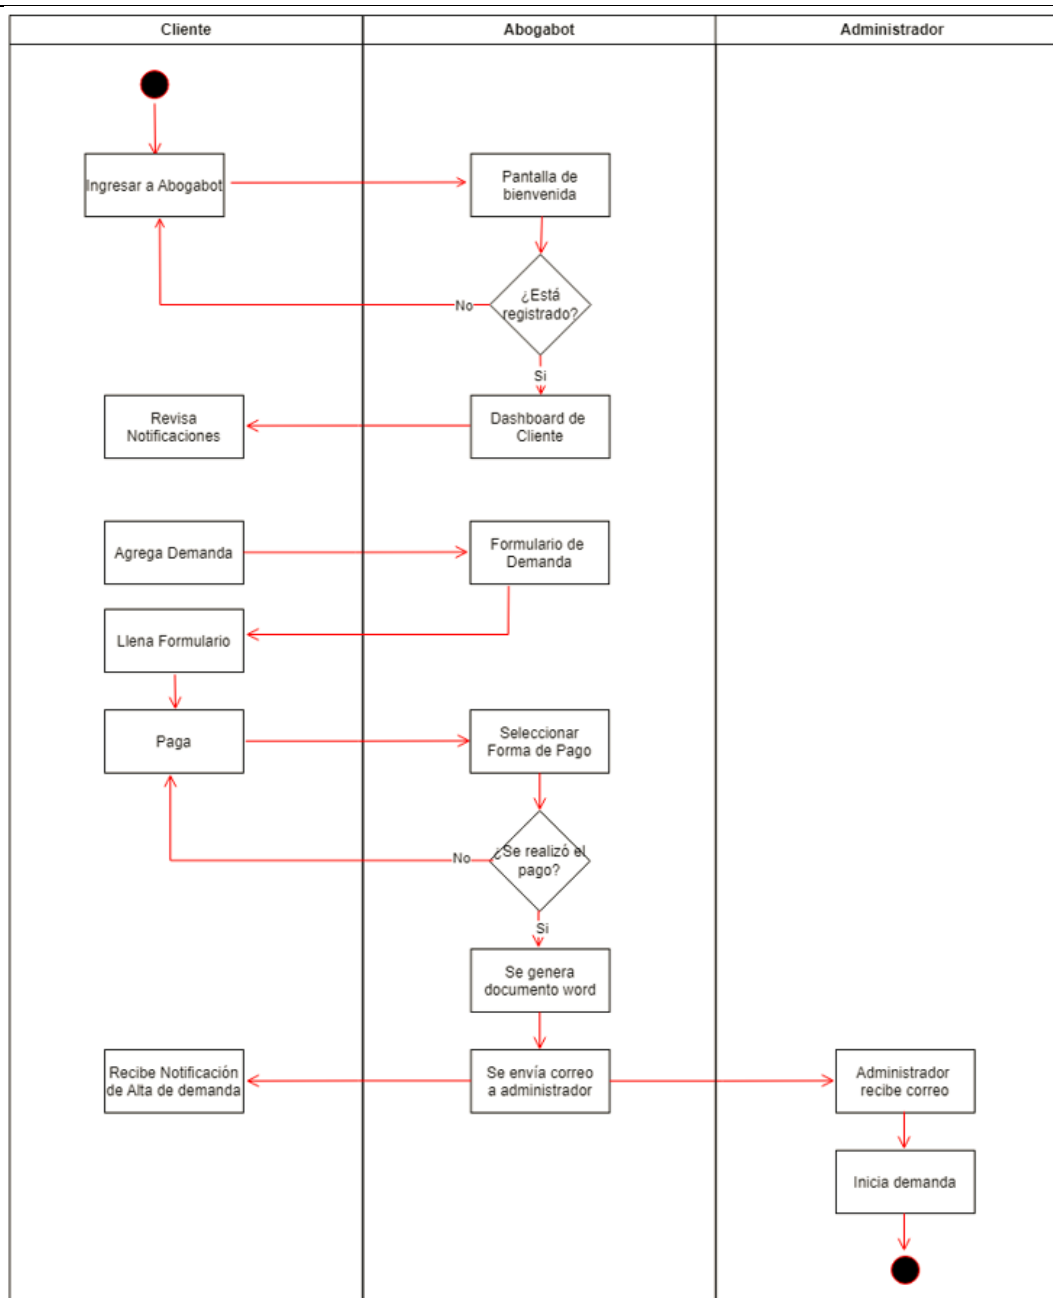 Cliente
Abogabot
Administrador
Ingresar a Abogabot
Pantalla de
bienvenida
¿Está
registrado?
No
Si
Revisa
Notificaciones
Dashboard de
Cliente
Agrega Demanda
Formulario de
Demanda
Llena Formulario
Paga
Seleccionar
Forma de Pago
¿Se realizó el
pago?
No
Si
Se genera
documento word
Recibe Notificación
de Alta de demanda
Se envía correo
a administrador
Administrador
recibe correo
Inicia demanda